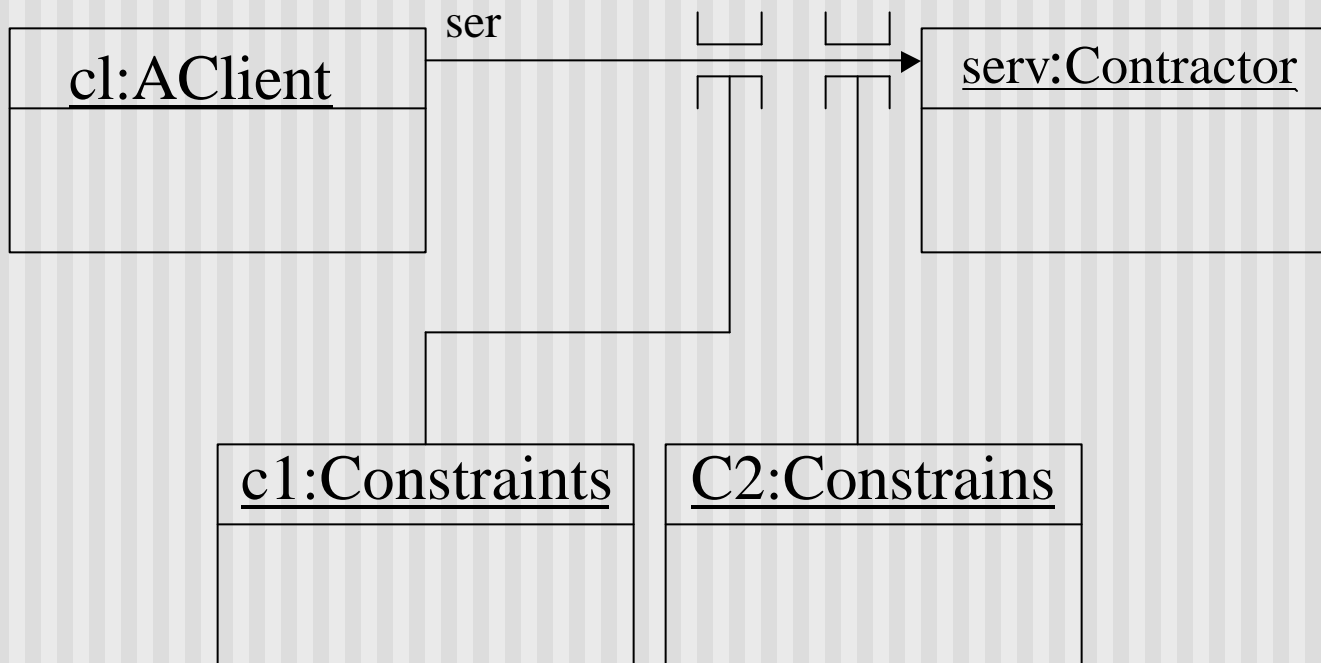 ser
cl:AClient
serv:Contractor
c1:Constraints
C2:Constrains